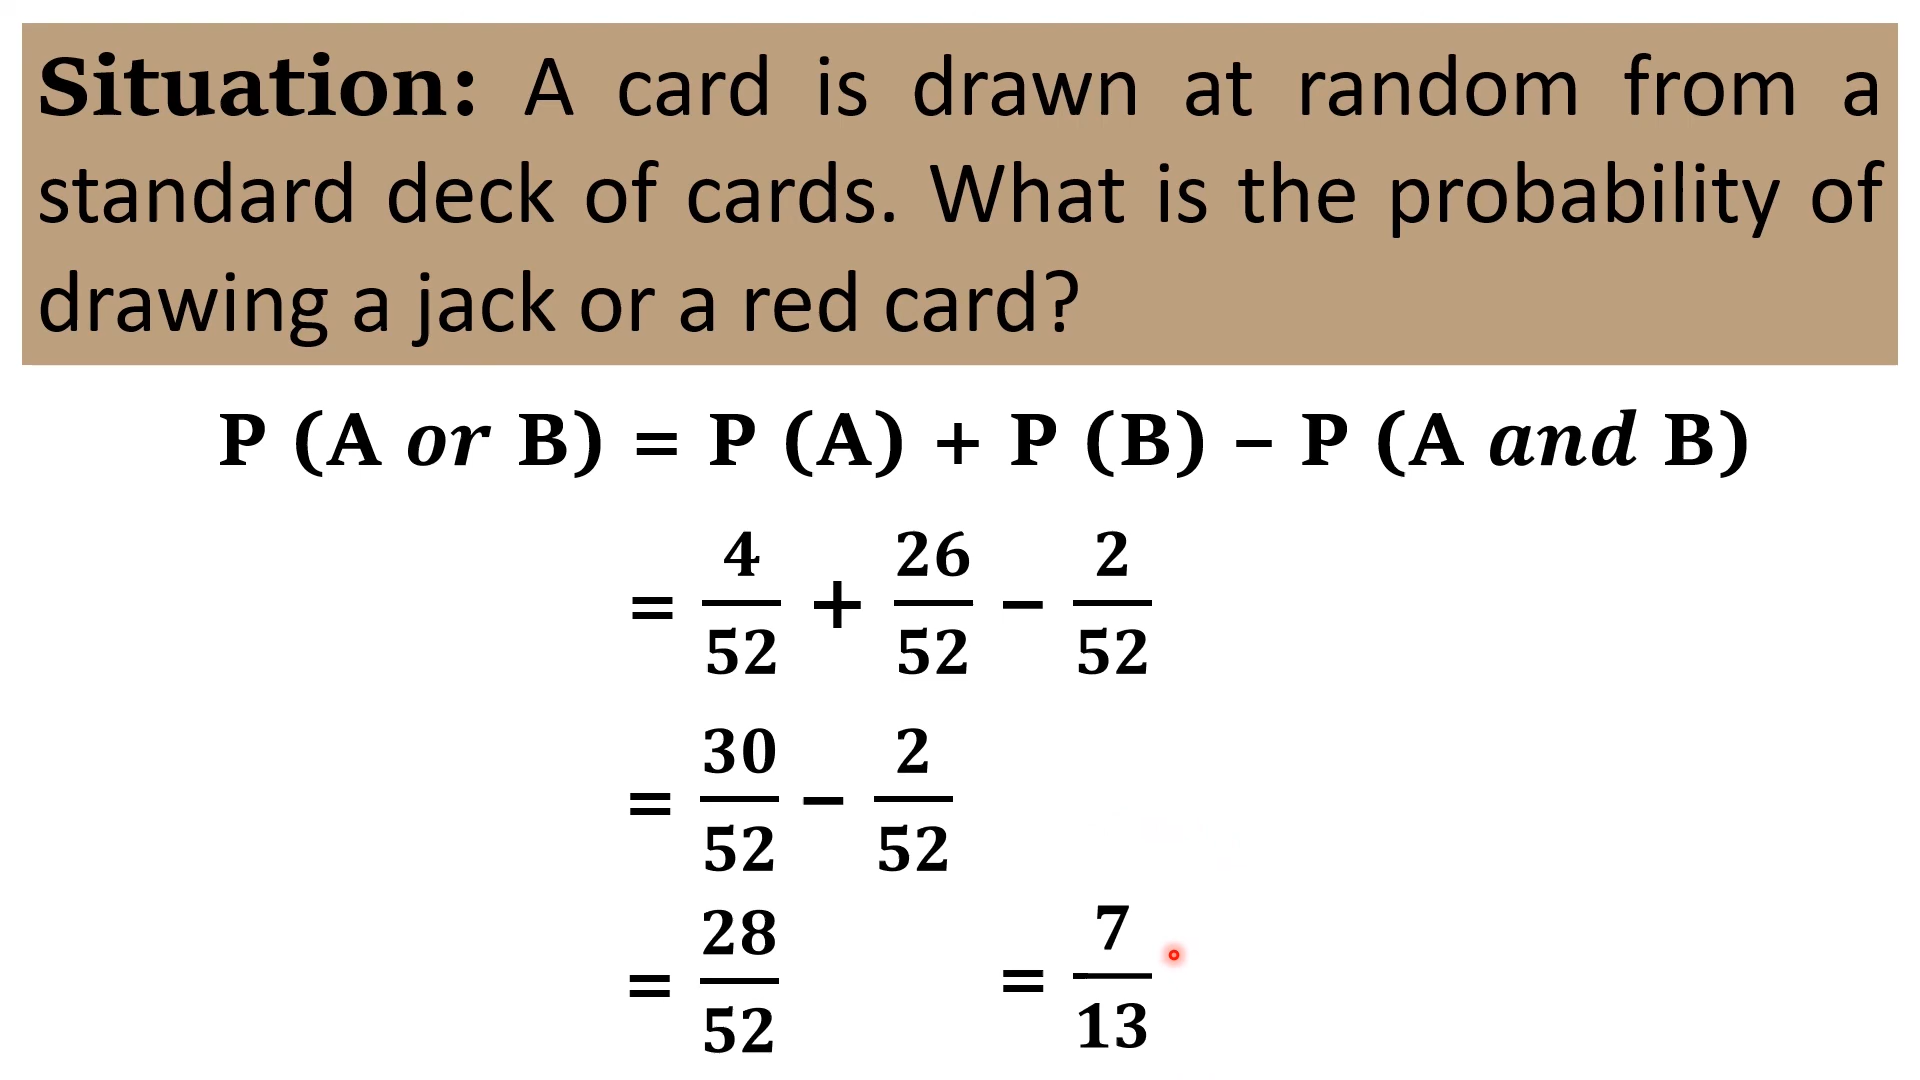 Situation: A card is drawn at random from a
standard deck of cards. What is the probability of
drawing a jack or a red card?
P (A or B) = P (A) + P (B) – P (A and B)
= 4/52 + 26/52 – 2/52
= 30/52 – 2/52
= 28/52 = 7/13